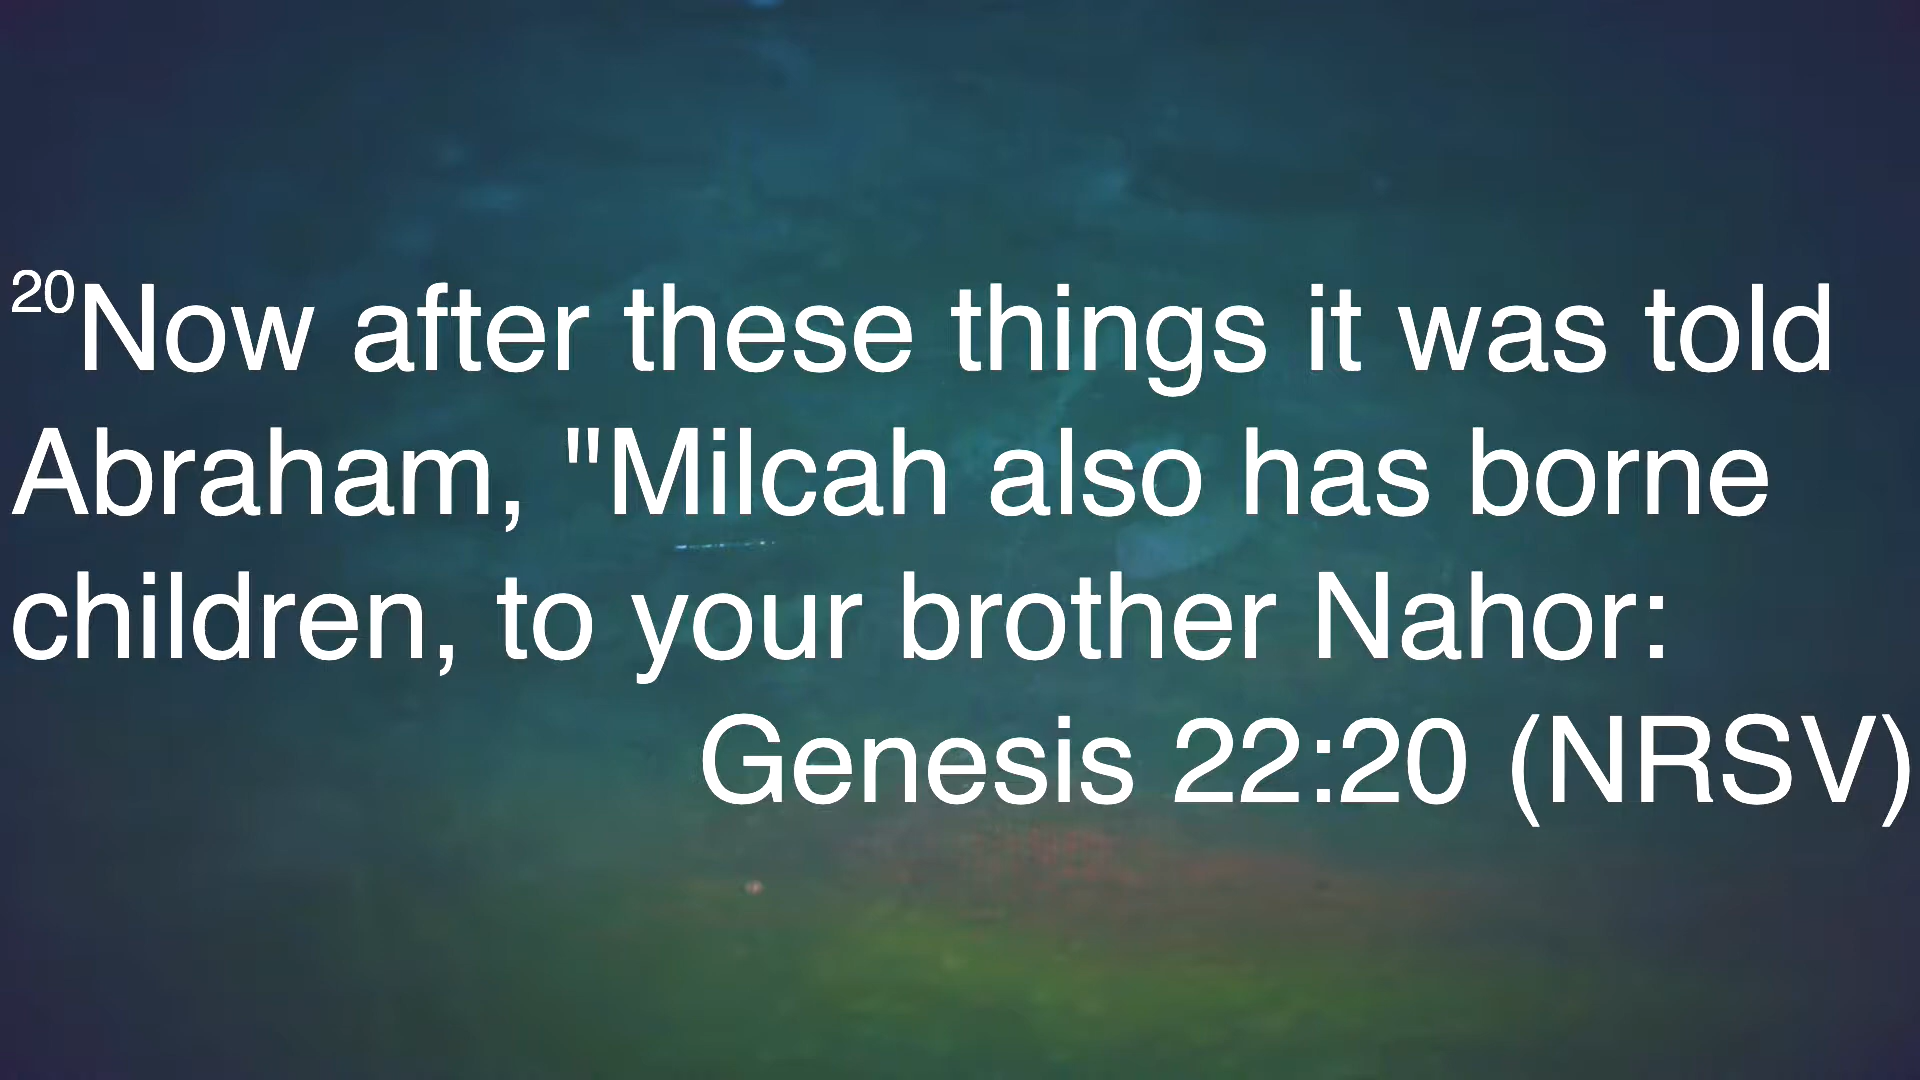 20Now after these things it was told
Abraham, "Milcah also has borne
children, to your brother Nahor:
Genesis 22:20 (NRSV)